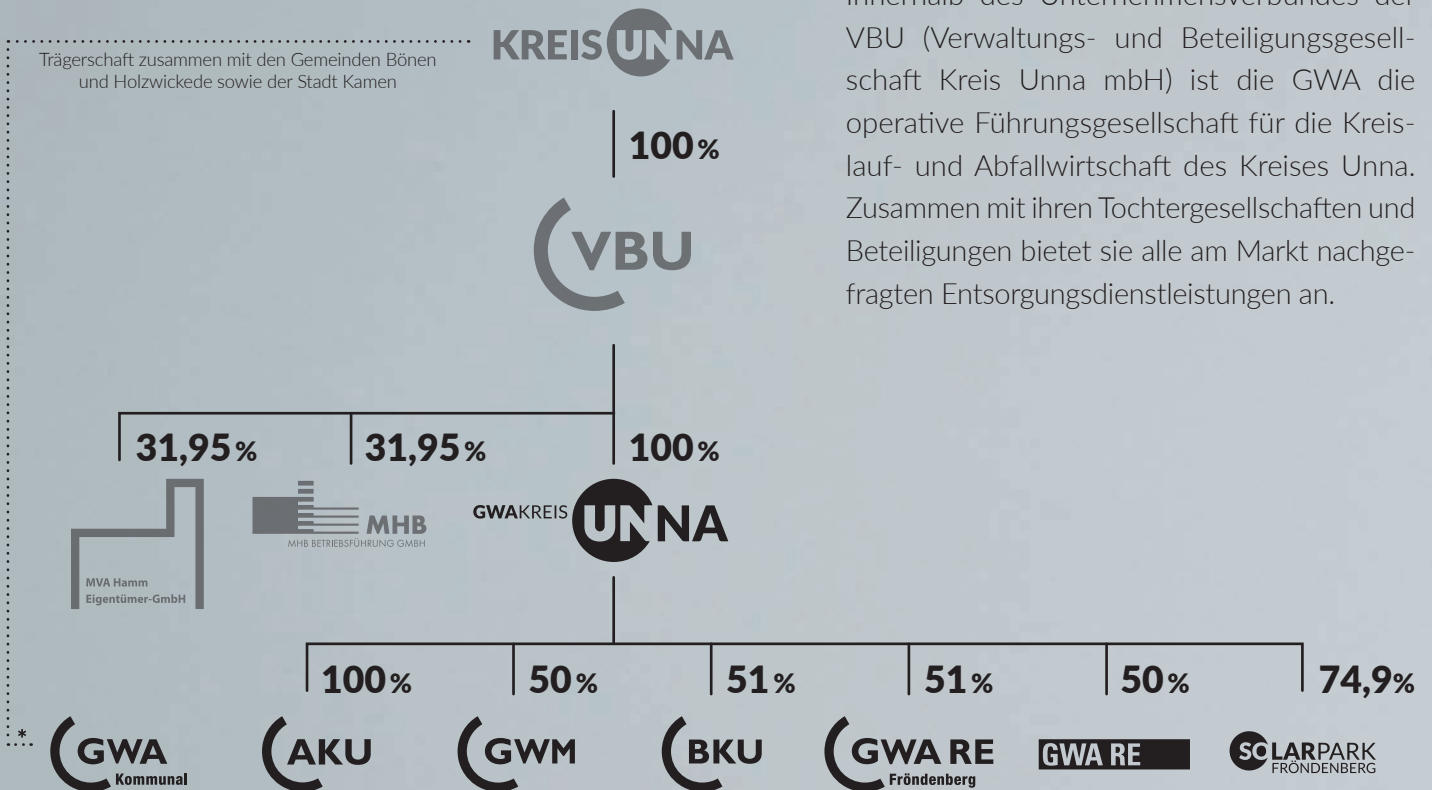 Trägerschaft zusammen mit den Gemeinden Bönen
und Holzwickede sowie der Stadt Kamen
KREIS UNNA
100 %
VBU
31,95 %
31,95 %
100 %
MVA Hamm
Eigentümer-GmbH
MHB
MHB BETRIEBSFÜHRUNG GMBH
GWAKREIS UNNA
100 %
50 %
51 %
51 %
50 %
74,9%
*
GWA
Kommunal
AKU
GWM
BKU
GWA RE
Fröndenberg
GWA RE
SOLARPARK
FRÖNDENBERG
innerhalb des Unternehmensverbundes der
VBU (Verwaltungs- und Beteiligungsgesell-
schaft Kreis Unna mbH) ist die GWA die
operative Führungsgesellschaft für die Kreis-
lauf- und Abfallwirtschaft des Kreises Unna.
Zusammen mit ihren Tochtergesellschaften und
Beteiligungen bietet sie alle am Markt nachge-
fragten Entsorgungsdienstleistungen an.